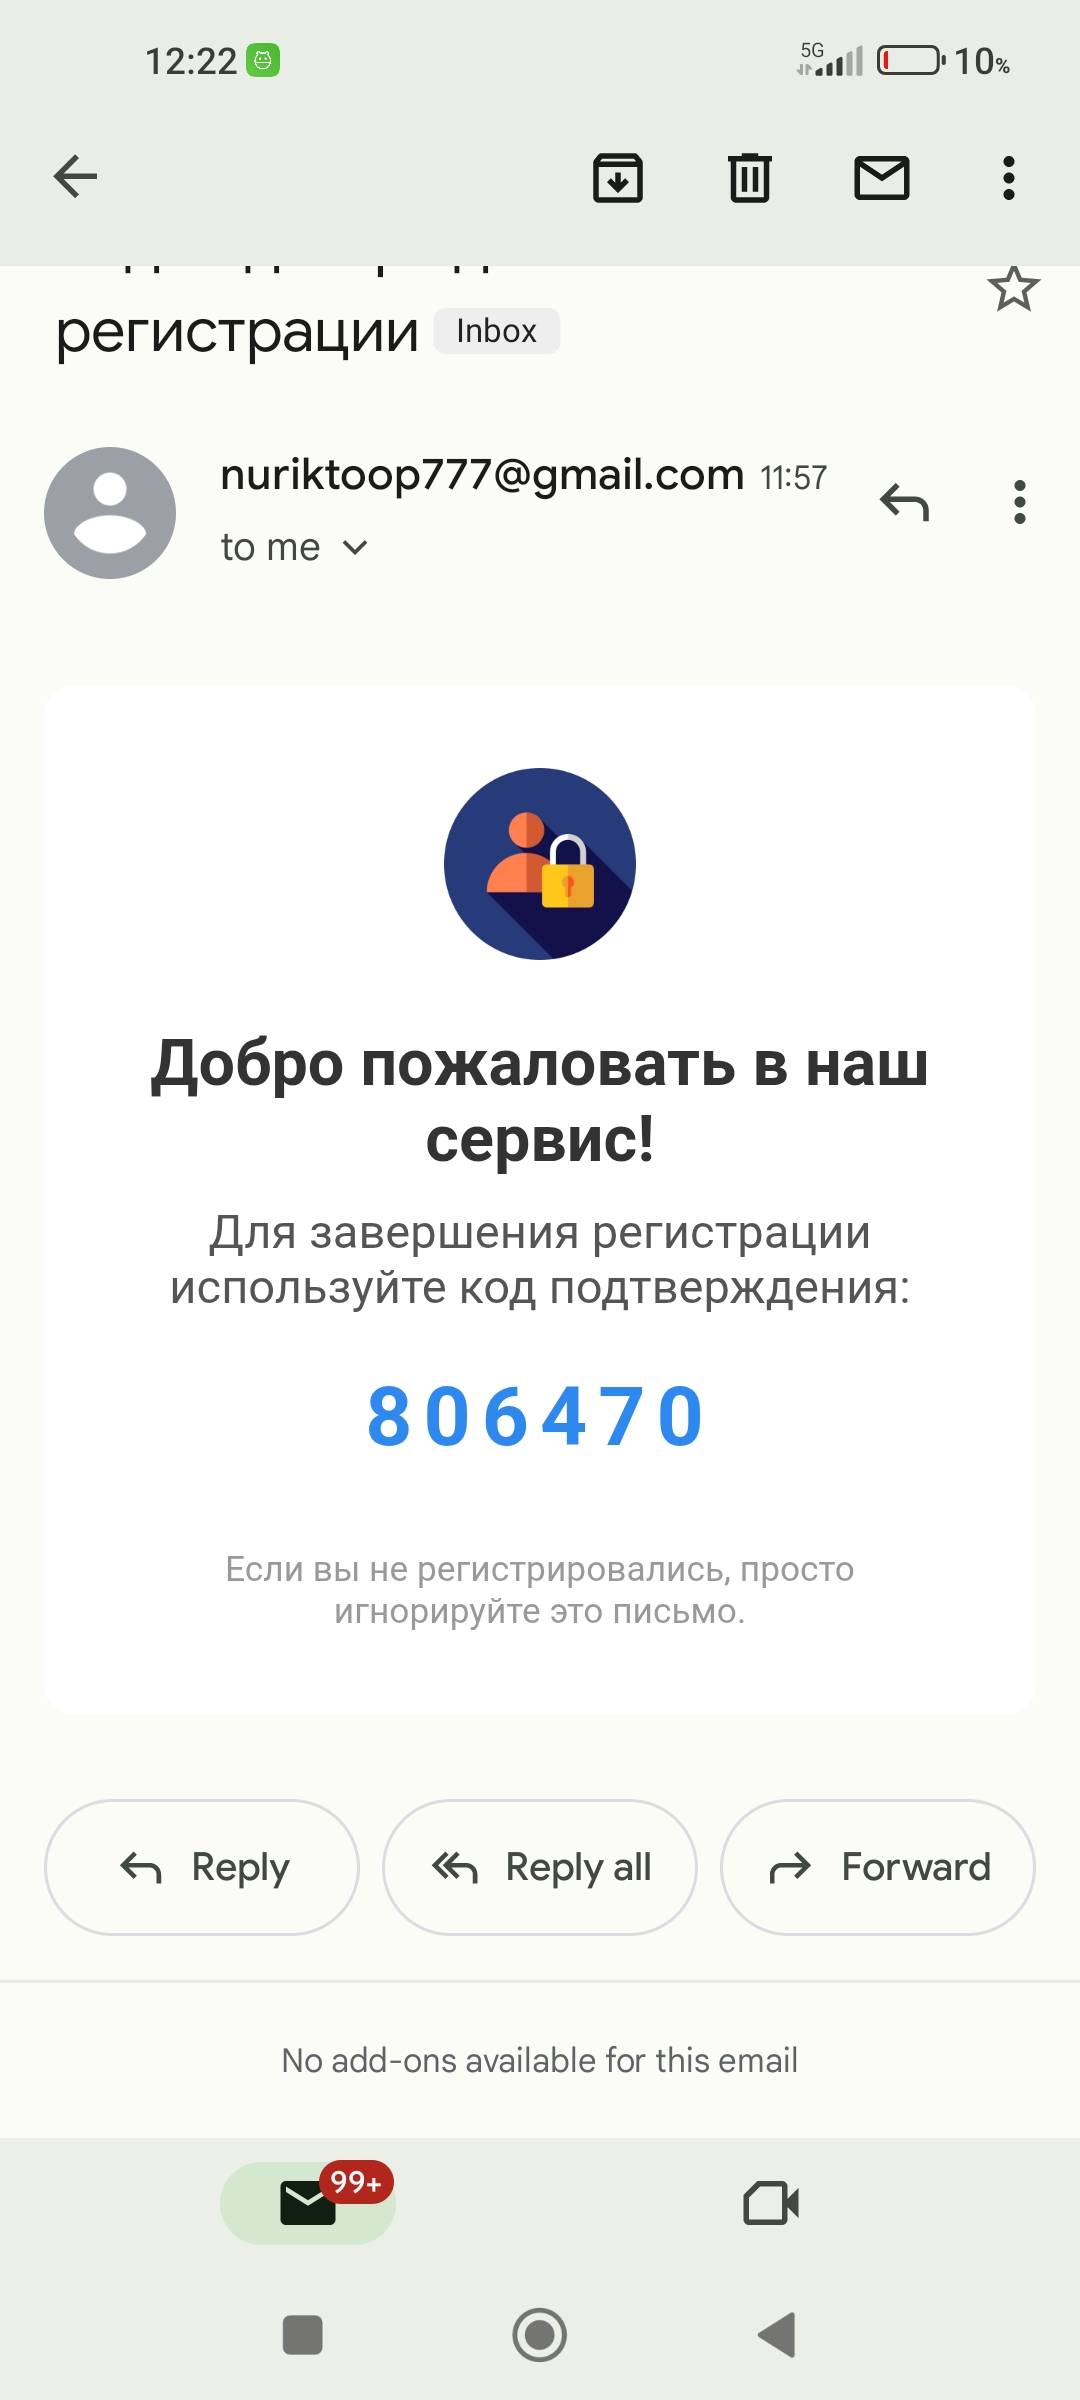 12:22
5G
10%
регистрации Inbox
nuriktoop777@gmail.com 11:57
to me
Добро пожаловать в наш
сервис!
Для завершения регистрации
используйте код подтверждения:
806470
Если вы не регистрировались, просто
игнорируйте это письмо.
Reply
Reply all
Forward
No add-ons available for this email
99+